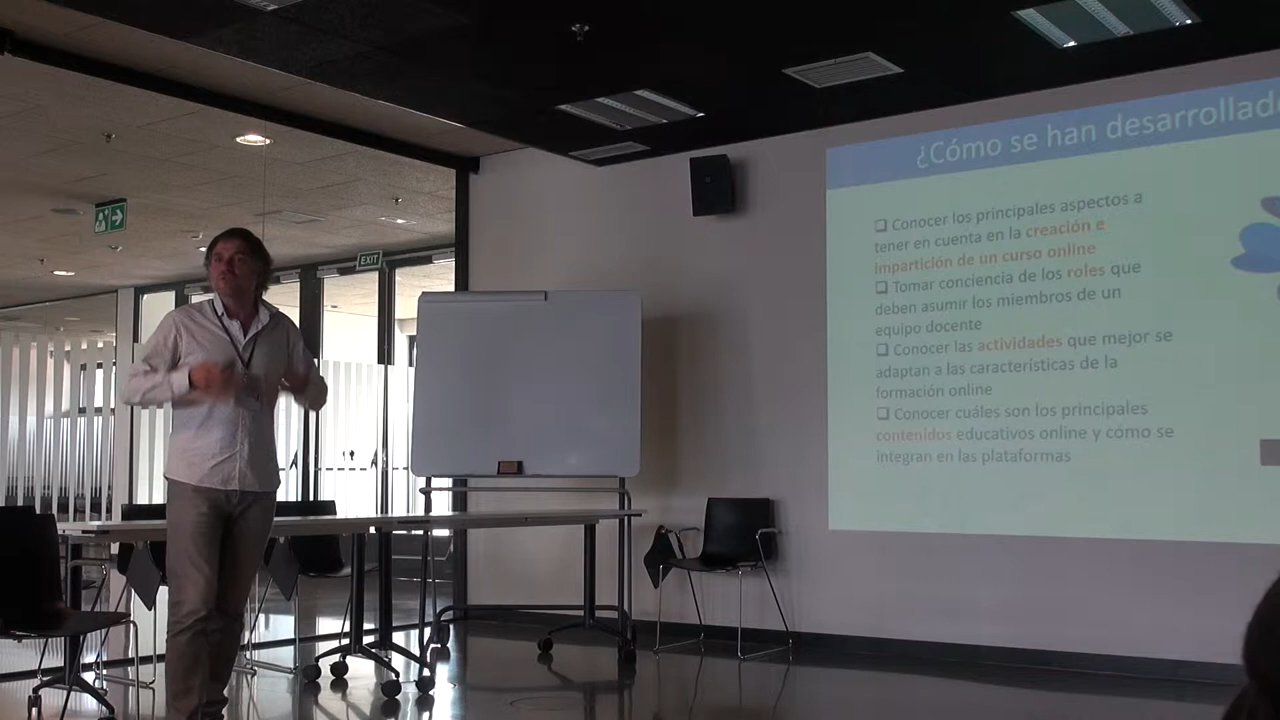 EXIT
¿Cómo se han desarrollad
❑ Conocer los principales aspectos a
tener en cuenta en la creación e
impartición de un curso online
❑ Tomar conciencia de los roles que
deben asumir los miembros de un
equipo docente
❑ Conocer las actividades que mejor se
adaptan a las características de la
formación online
❑ Conocer cuáles son los principales
contenidos educativos online y cómo se
integran en las plataformas